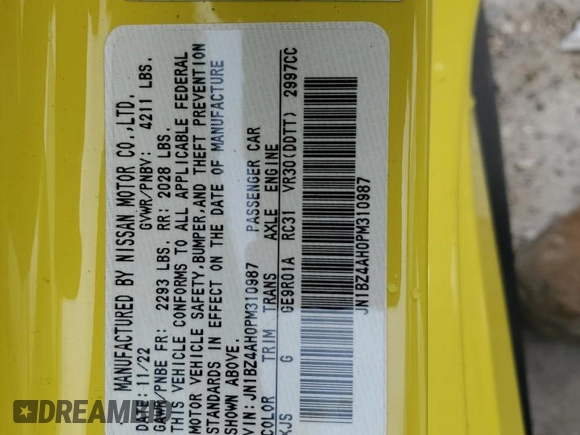 MANUFACTURED BY NISSAN MOTOR CO.,LTD.
DATE: 11/22 GVWR/PNBV: 4211 LBS.
GAWR/PNBE FR: 2293 LBS. RR: 2028 LBS.
THIS VEHICLE CONFORMS TO ALL APPLICABLE FEDERAL
MOTOR VEHICLE SAFETY,BUMPER,AND THEFT PREVENTION
STANDARDS IN EFFECT ON THE DATE OF MANUFACTURE
SHOWN ABOVE.
VIN: JN1BZ4AH0PM310987 PASSENGER CAR
COLOR TRIM TRANS AXLE ENGINE
XJS G GE9R01A RC31 VR30(DDTT) 2997CC
JN1BZ4AH0PM310987
DREAMBID